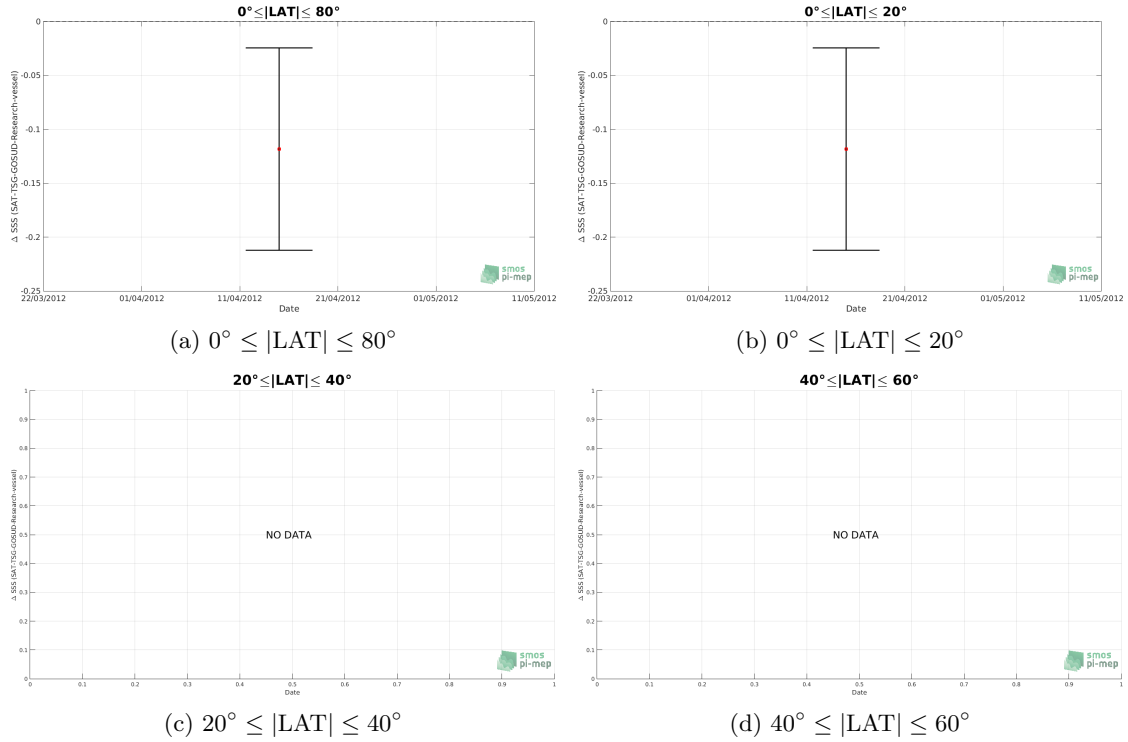 0°≤|LAT|≤ 80°
Δ SSS (SAT-TSG-GOSUD-Research-vessel)
0
-0.05
-0.1
-0.15
-0.2
-0.25
22/03/2012 01/04/2012 11/04/2012 21/04/2012 01/05/2012 11/05/2012
Date
smos
pi-mep
(a) 0° ≤ |LAT| ≤ 80°
0°≤|LAT|≤ 20°
Δ SSS (SAT-TSG-GOSUD-Research-vessel)
0
-0.05
-0.1
-0.15
-0.2
-0.25
22/03/2012 01/04/2012 11/04/2012 21/04/2012 01/05/2012 11/05/2012
Date
smos
pi-mep
(b) 0° ≤ |LAT| ≤ 20°
20°≤|LAT|≤ 40°
Δ SSS (SAT-TSG-GOSUD-Research-vessel)
1
0.9
0.8
0.7
0.6
0.5
0.4
0.3
0.2
0.1
0
NO DATA
smos
pi-mep
0 0.1 0.2 0.3 0.4 0.5 0.6 0.7 0.8 0.9 1
Date
(c) 20° ≤ |LAT| ≤ 40°
40°≤|LAT|≤ 60°
Δ SSS (SAT-TSG-GOSUD-Research-vessel)
1
0.9
0.8
0.7
0.6
0.5
0.4
0.3
0.2
0.1
0
NO DATA
smos
pi-mep
0 0.1 0.2 0.3 0.4 0.5 0.6 0.7 0.8 0.9 1
Date
(d) 40° ≤ |LAT| ≤ 60°